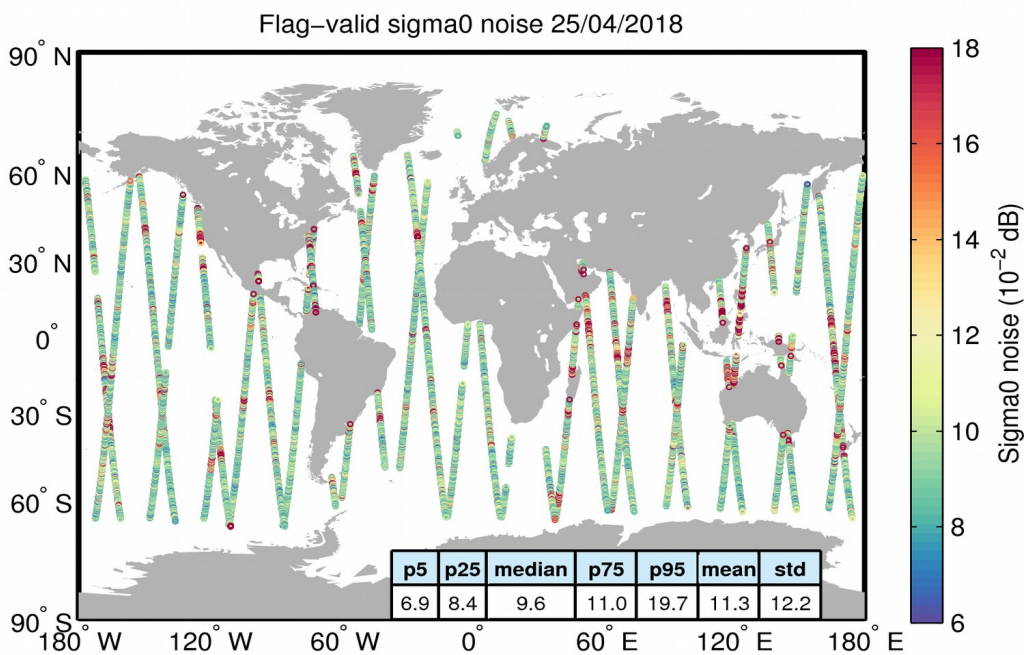 Flag−valid sigma0 noise 25/04/2018
90° N
60° N
30° N
0°
30° S
60° S
90° S
180° W 120° W 60° W 0° 60° E 120° E 180° E
p5 p25 median p75 p95 mean std
6.9 8.4 9.6 11.0 19.7 11.3 12.2
18
16
14
12
10
8
6
Sigma0 noise (10⁻² dB)